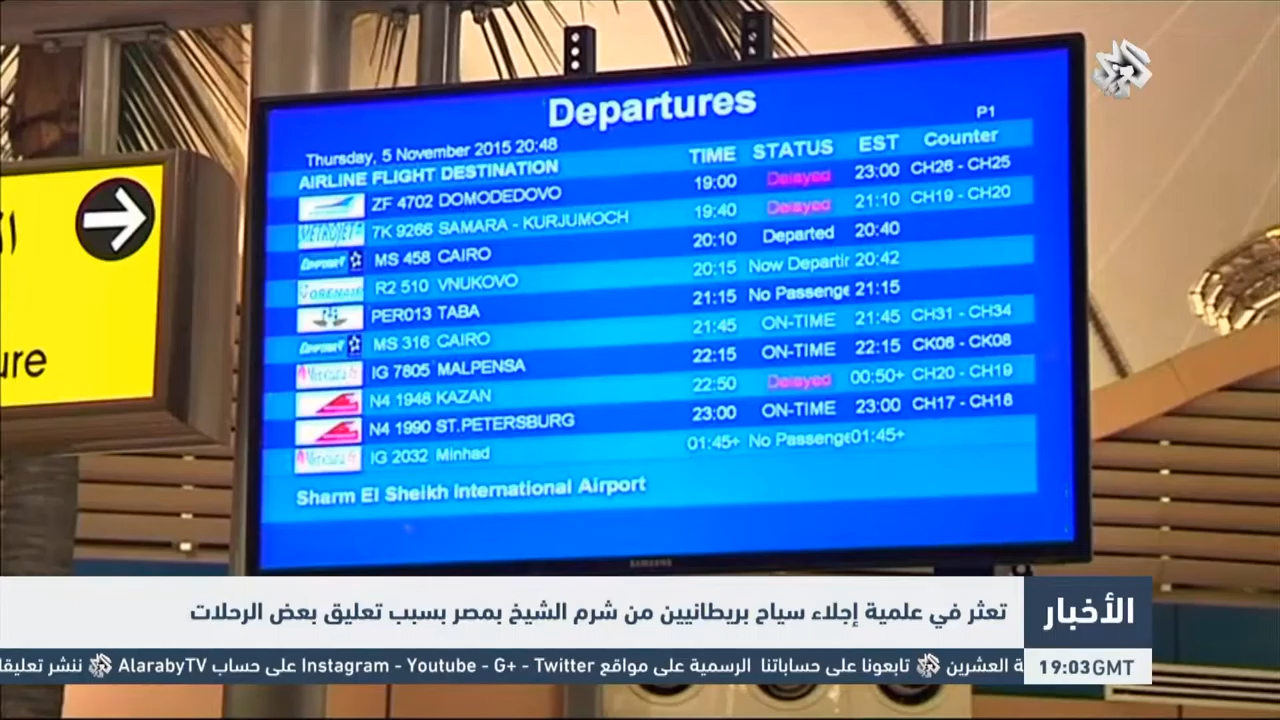 Departures
P1
Thursday, 5 November 2015 20:48
AIRLINE FLIGHT DESTINATION TIME STATUS EST Counter
ZF 4702 DOMODEDOVO 19:00 Delayed 23:00 CH26 - CH25
METROJET 7K 9266 SAMARA - KURJUMOCH 19:40 Delayed 21:10 CH19 - CH20
MS 458 CAIRO 20:10 Departed 20:40
R2 510 VNUKOVO 20:15 Now Departin 20:42
PER013 TABA 21:15 No Passenge 21:15
MS 316 CAIRO 21:45 ON-TIME 21:45 CH31 - CH34
IG 7805 MALPENSA 22:15 ON-TIME 22:15 CK06 - CK08
N4 1948 KAZAN 22:50 Delayed 00:50+ CH20 - CH19
N4 1990 ST.PETERSBURG 23:00 ON-TIME 23:00 CH17 - CH18
IG 2032 Minhad 01:45+ No Passenge 01:45+
Sharm El Sheikh International Airport
SAMSUNG
ure
الأخبار
تعثر في علمية إجلاء سياح بريطانيين من شرم الشيخ بمصر بسبب تعليق بعض الرحلات
19:03GMT
ة العشرين تابعونا على حساباتنا الرسمية على مواقع Instagram - Youtube - G+ - Twitter على حساب AlarabyTV ننشر تعليقا